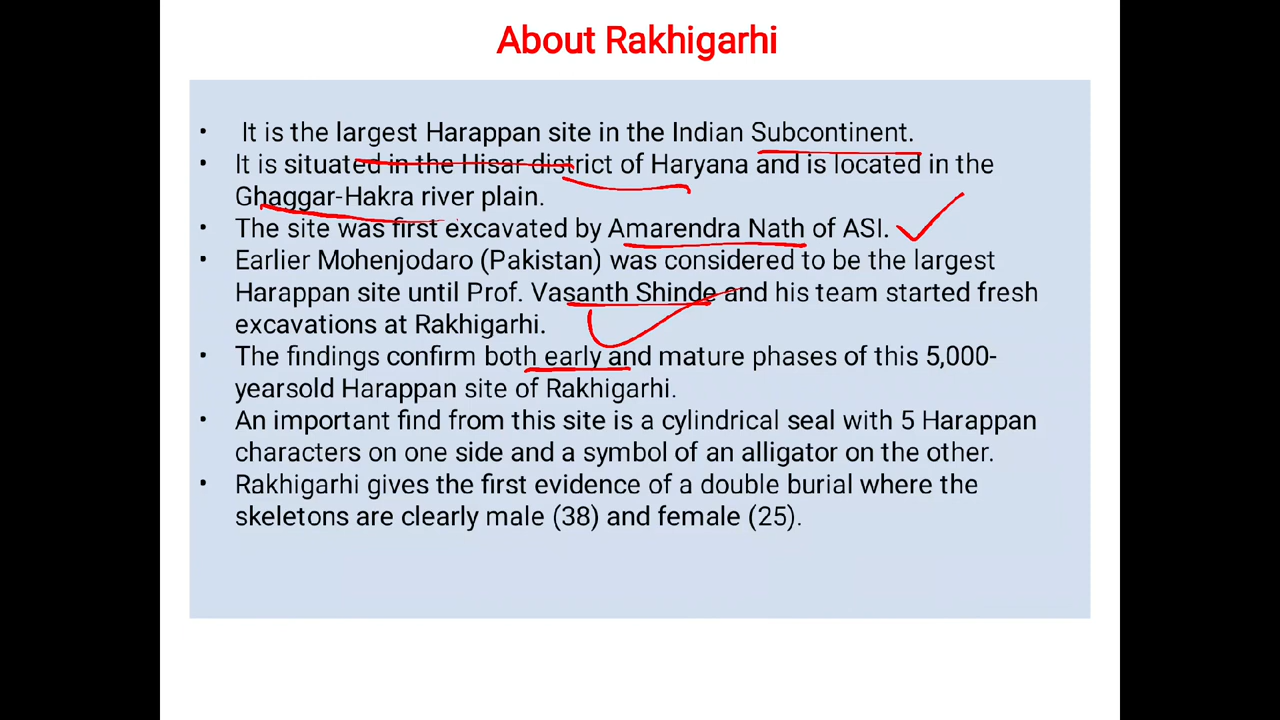 About Rakhigarhi
• It is the largest Harappan site in the Indian Subcontinent.
• It is situated in the Hisar district of Haryana and is located in the
Ghaggar-Hakra river plain.
• The site was first excavated by Amarendra Nath of ASI.
• Earlier Mohenjodaro (Pakistan) was considered to be the largest
Harappan site until Prof. Vasanth Shinde and his team started fresh
excavations at Rakhigarhi.
• The findings confirm both early and mature phases of this 5,000-
yearsold Harappan site of Rakhigarhi.
• An important find from this site is a cylindrical seal with 5 Harappan
characters on one side and a symbol of an alligator on the other.
• Rakhigarhi gives the first evidence of a double burial where the
skeletons are clearly male (38) and female (25).